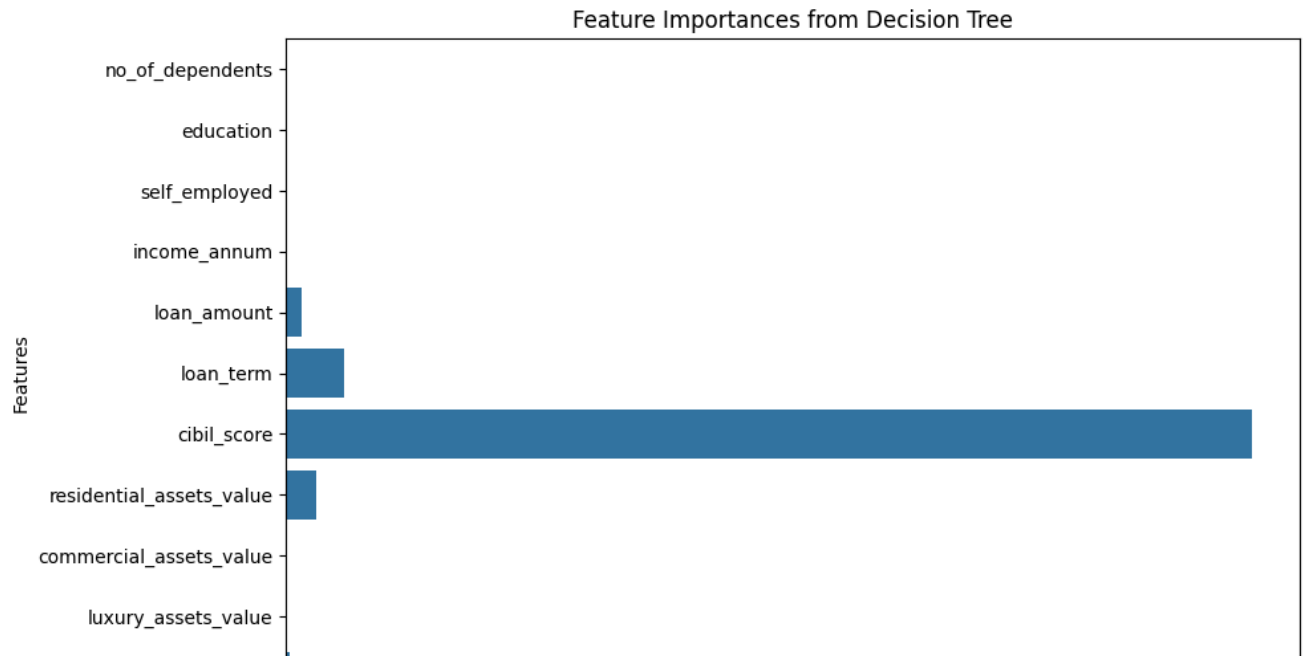 Feature Importances from Decision Tree
no_of_dependents
education
self_employed
income_annum
loan_amount
loan_term
Features
cibil_score
residential_assets_value
commercial_assets_value
luxury_assets_value